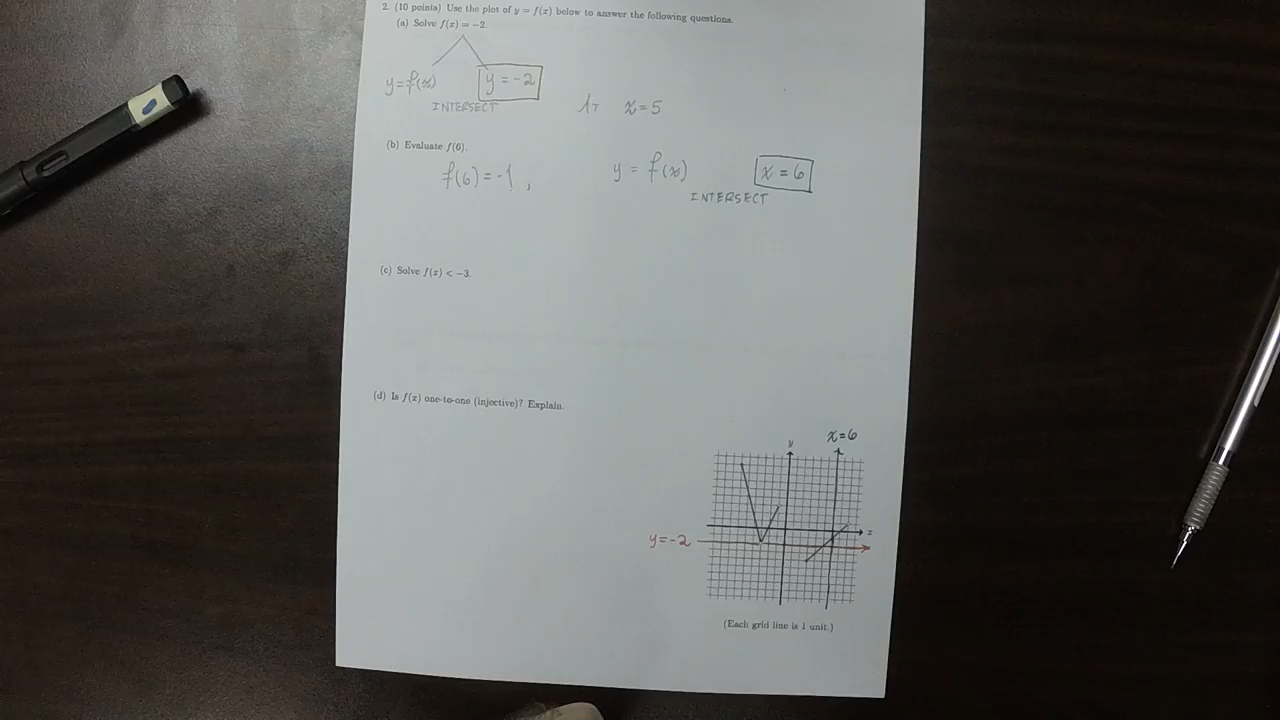 2. (10 points) Use the plot of y = f(x) below to answer the following questions.
(a) Solve f(x) = −2.
y = f(x) y = −2
INTERSECT AT x = 5
(b) Evaluate f(6).
f(6) = −1, y = f(x) x = 6
INTERSECT
(c) Solve f(x) < −3.
(d) Is f(x) one-to-one (injective)? Explain.
x = 6
y
x
y = −2
(Each grid line is 1 unit.)